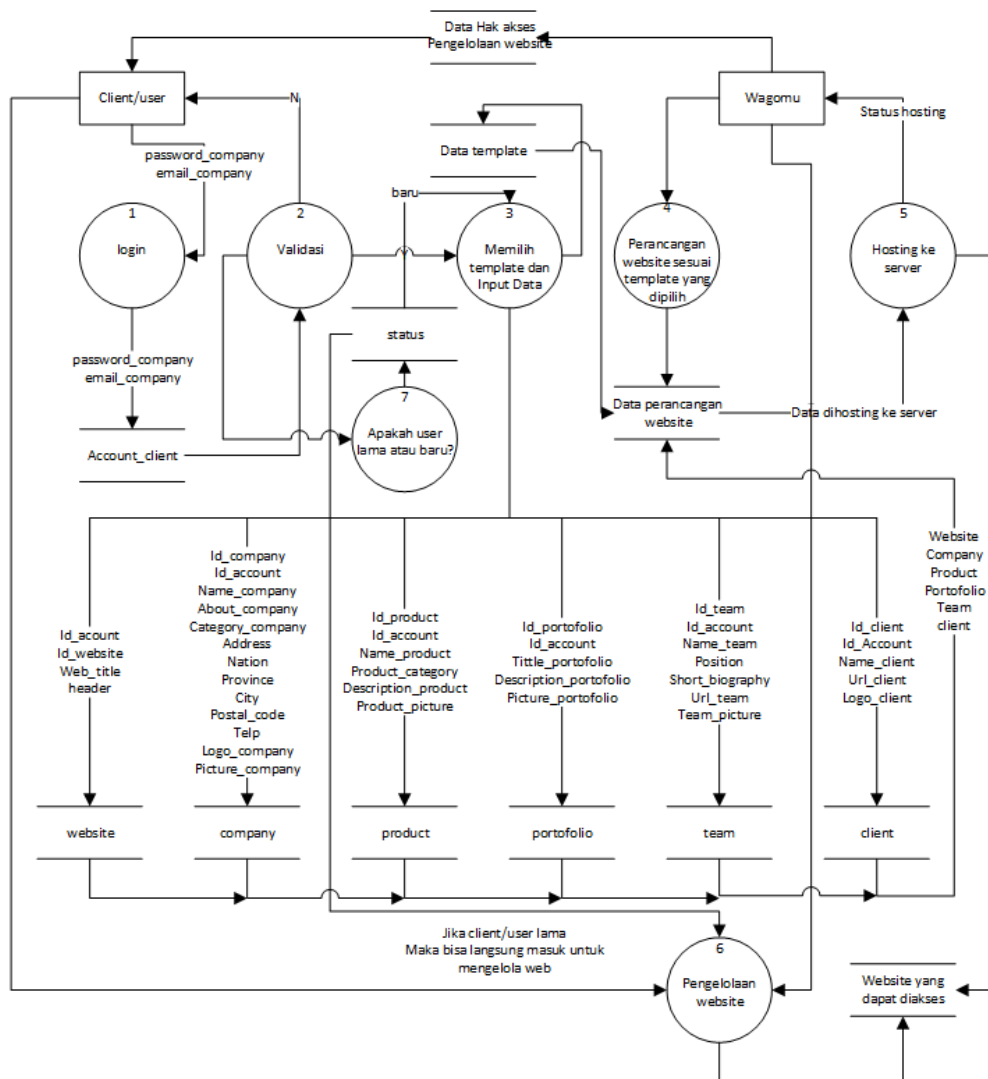 Data Hak akses
Pengelolaan website
Client/user
N
Wagomu
Status hosting
password_company
email_company
Data template
baru
1
login
2
Validasi
3
Memilih
template dan
Input Data
4
Perancangan
website sesuai
template yang
dipilih
5
Hosting ke
server
status
password_company
email_company
7
Apakah user
lama atau baru?
Data perancangan
website
Data dihosting ke server
Account_client
Id_acount
Id_website
Web_title
header
Id_company
Id_account
Name_company
About_company
Category_company
Address
Nation
Province
City
Postal_code
Telp
Logo_company
Picture_company
Id_product
Id_account
Name_product
Product_category
Description_product
Product_picture
Id_portofolio
Id_account
Tittle_portofolio
Description_portofolio
Picture_portofolio
Id_team
Id_account
Name_team
Position
Short_biography
Url_team
Team_picture
Id_client
Id_Account
Name_client
Url_client
Logo_client
Website
Company
Product
Portofolio
Team
client
website
company
product
portofolio
team
client
Jika client/user lama
Maka bisa langsung masuk untuk
mengelola web
6
Pengelolaan
website
Website yang
dapat diakses